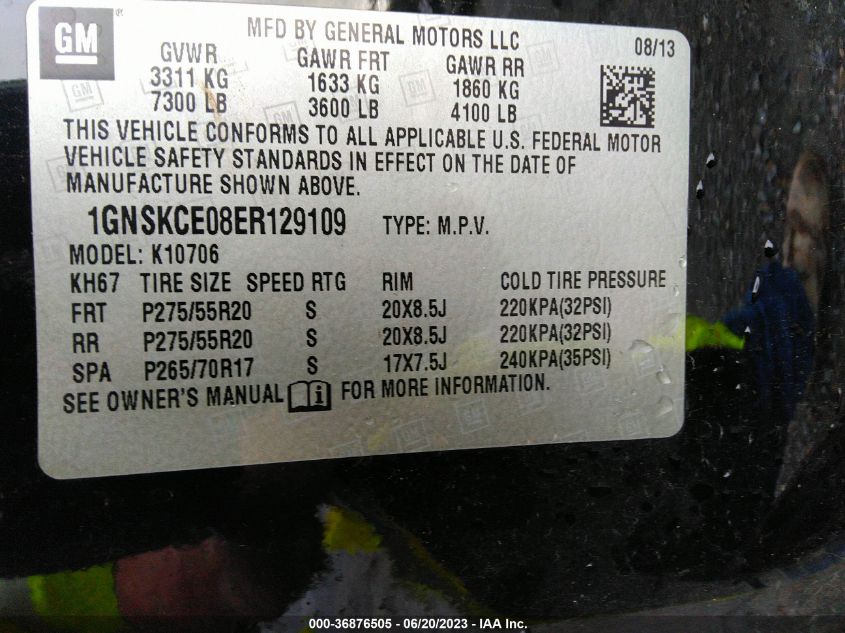 GM
MFD BY GENERAL MOTORS LLC
08/13
GVWR GAWR FRT GAWR RR
3311 KG 1633 KG 1860 KG
7300 LB 3600 LB 4100 LB
THIS VEHICLE CONFORMS TO ALL APPLICABLE U.S. FEDERAL MOTOR
VEHICLE SAFETY STANDARDS IN EFFECT ON THE DATE OF
MANUFACTURE SHOWN ABOVE.
1GNSKCE08ER129109 TYPE: M.P.V.
MODEL: K10706
KH67 TIRE SIZE SPEED RTG RIM COLD TIRE PRESSURE
FRT P275/55R20 S 20X8.5J 220KPA(32PSI)
RR P275/55R20 S 20X8.5J 220KPA(32PSI)
SPA P265/70R17 S 17X7.5J 240KPA(35PSI)
SEE OWNER'S MANUAL i FOR MORE INFORMATION.
000-36876505 - 06/20/2023 - IAA Inc.